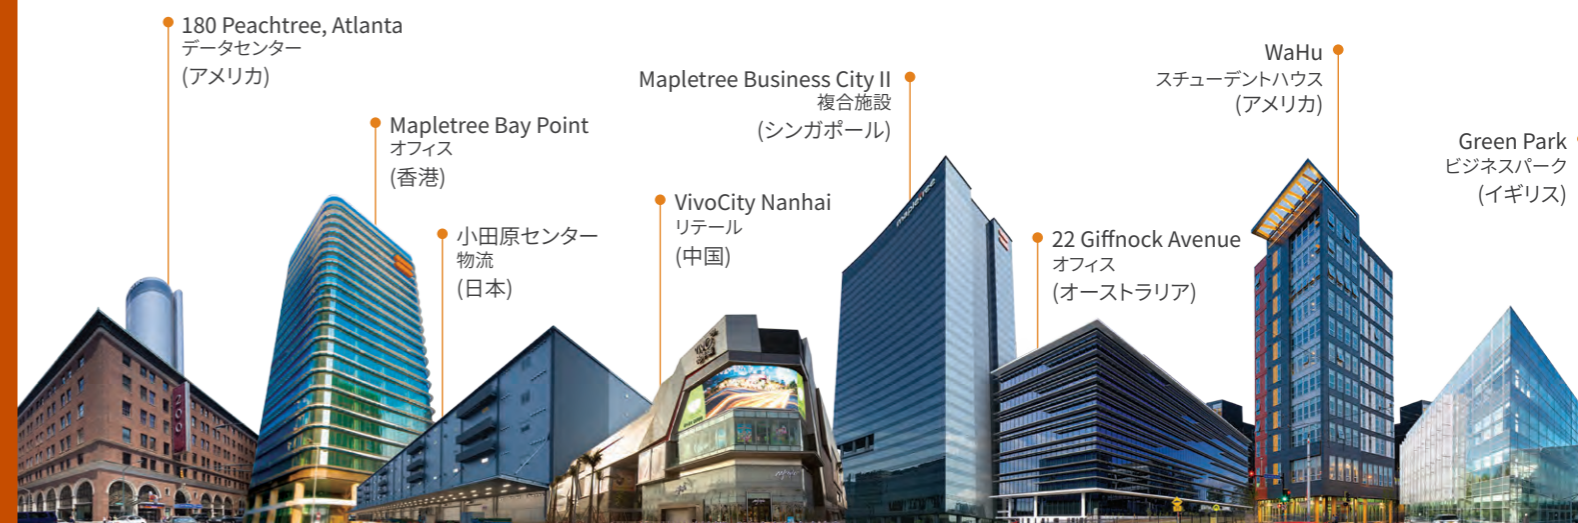 180 Peachtree, Atlanta
データセンター
(アメリカ)
Mapletree Bay Point
オフィス
(香港)
小田原センター
物流
(日本)
VivoCity Nanhai
リテール
(中国)
Mapletree Business City II
複合施設
(シンガポール)
22 Giffnock Avenue
オフィス
(オーストラリア)
WaHu
スチューデントハウス
(アメリカ)
Green Park
ビジネスパーク
(イギリス)
mapletree
200